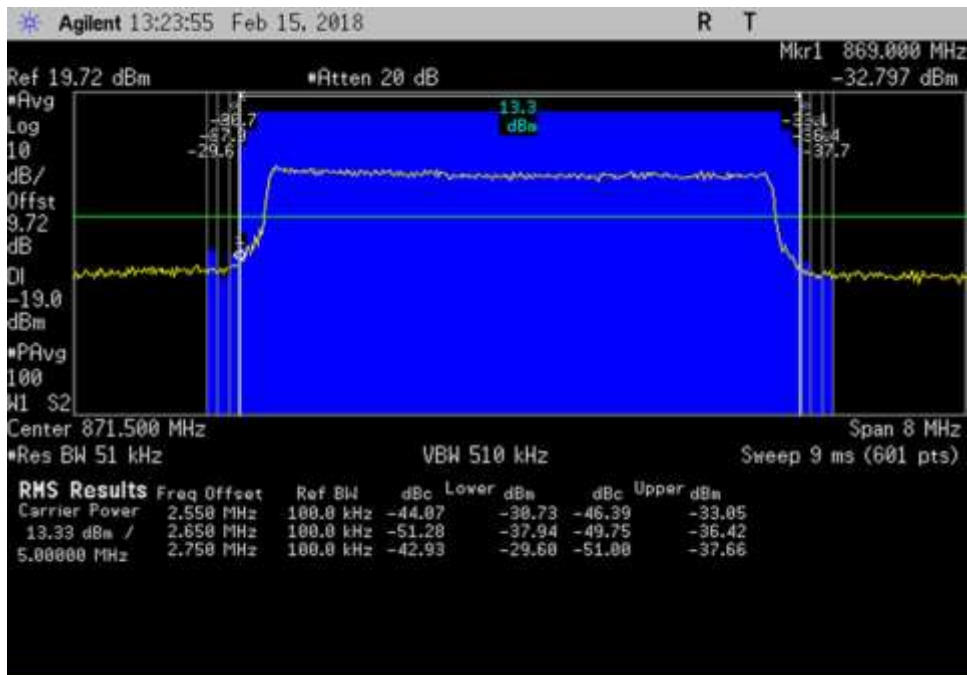 Agilent 13:23:55 Feb 15, 2018 R T
Mkr1 869.000 MHz
Ref 19.72 dBm #Atten 20 dB -32.797 dBm
#Avg
Log
10
dB/
Offst
9.72
dB
DI
-19.0
dBm
#PAvg
100
W1 S2
13.3
dBm
-29.6
-37.7
Center 871.500 MHz Span 8 MHz
#Res BW 51 kHz VBW 510 kHz Sweep 9 ms (601 pts)
RMS Results Freq Offset Ref BW dBc Lower dBm dBc Upper dBm
Carrier Power 2.550 MHz 100.0 kHz -44.07 -30.73 -46.39 -33.05
13.33 dBm / 2.650 MHz 100.0 kHz -51.28 -37.94 -49.75 -36.42
5.00000 MHz 2.750 MHz 100.0 kHz -42.93 -29.60 -51.00 -37.66